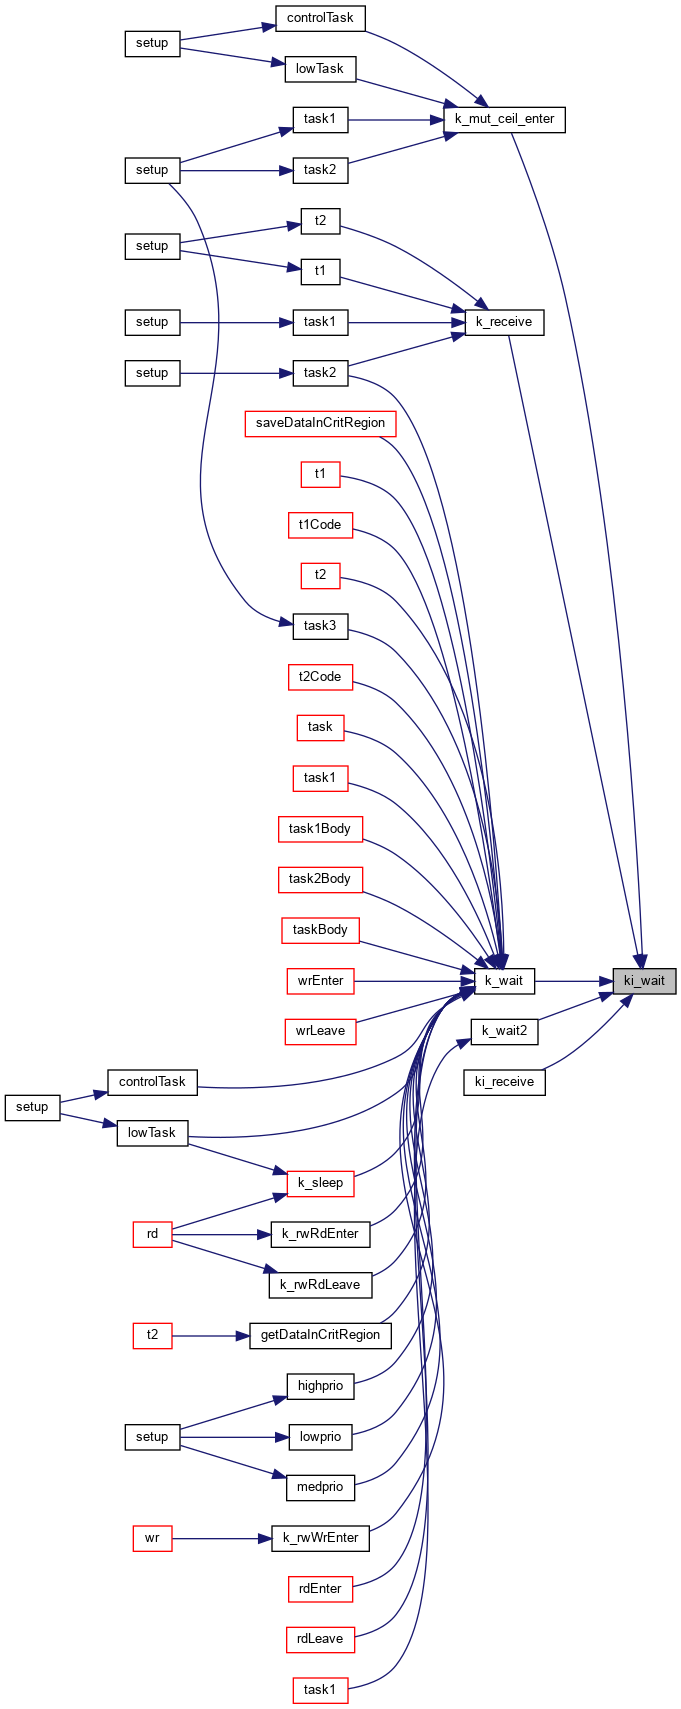 controlTask
setup
lowTask
task1
k_mut_ceil_enter
setup
task2
t2
setup
t1
setup
task1
k_receive
setup
task2
saveDataInCritRegion
t1
t1Code
t2
task3
t2Code
task
task1
task1Body
task2Body
taskBody
wrEnter
k_wait
ki_wait
wrLeave
k_wait2
controlTask
ki_receive
setup
lowTask
k_sleep
rd
k_rwRdEnter
k_rwRdLeave
t2
getDataInCritRegion
highprio
setup
lowprio
medprio
wr
k_rwWrEnter
rdEnter
rdLeave
task1